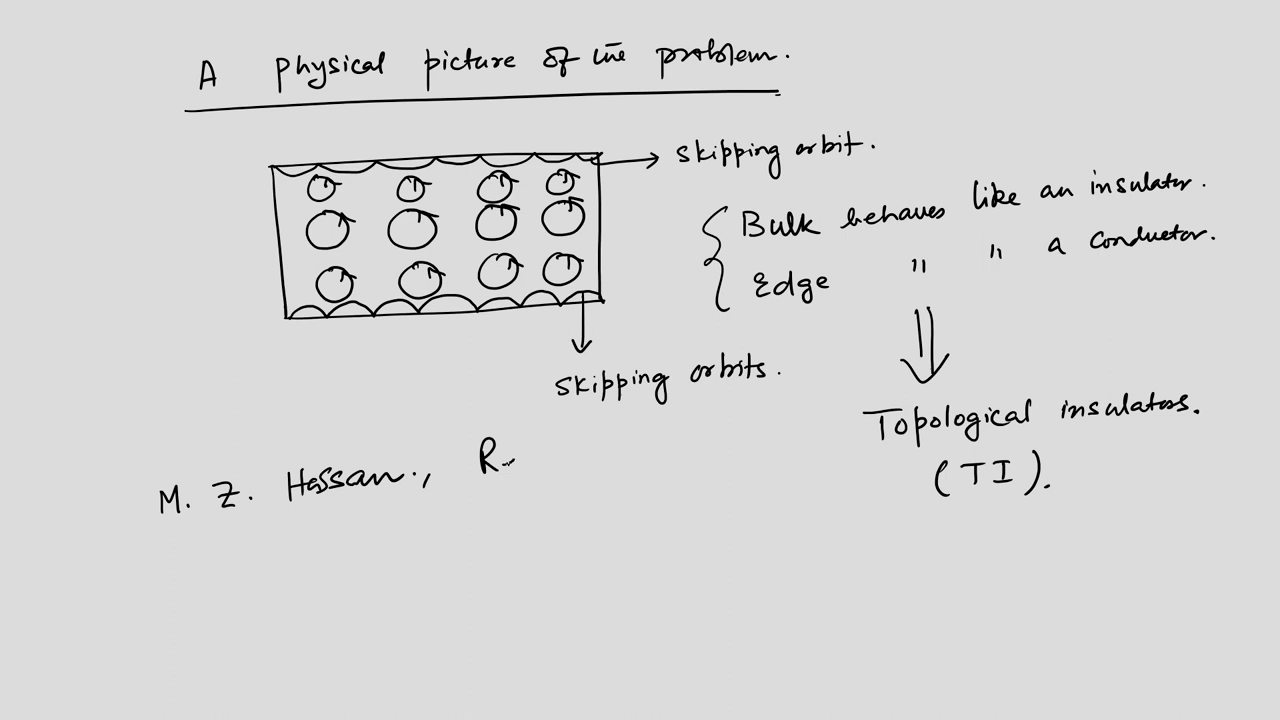 A physical picture of the problem.
skipping orbit.
Bulk behaves like an insulator.
Edge " " a conductor.
skipping orbits.
Topological insulators.
(TI).
M. Z. Hassan., R.